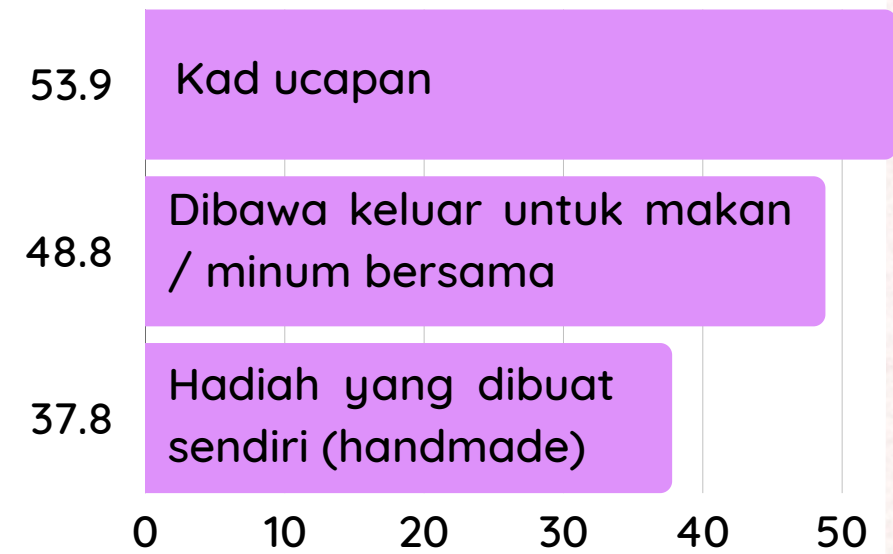 53.9
Kad ucapan
48.8
Dibawa keluar untuk makan
/ minum bersama
37.8
Hadiah yang dibuat
sendiri (handmade)
0 10 20 30 40 50